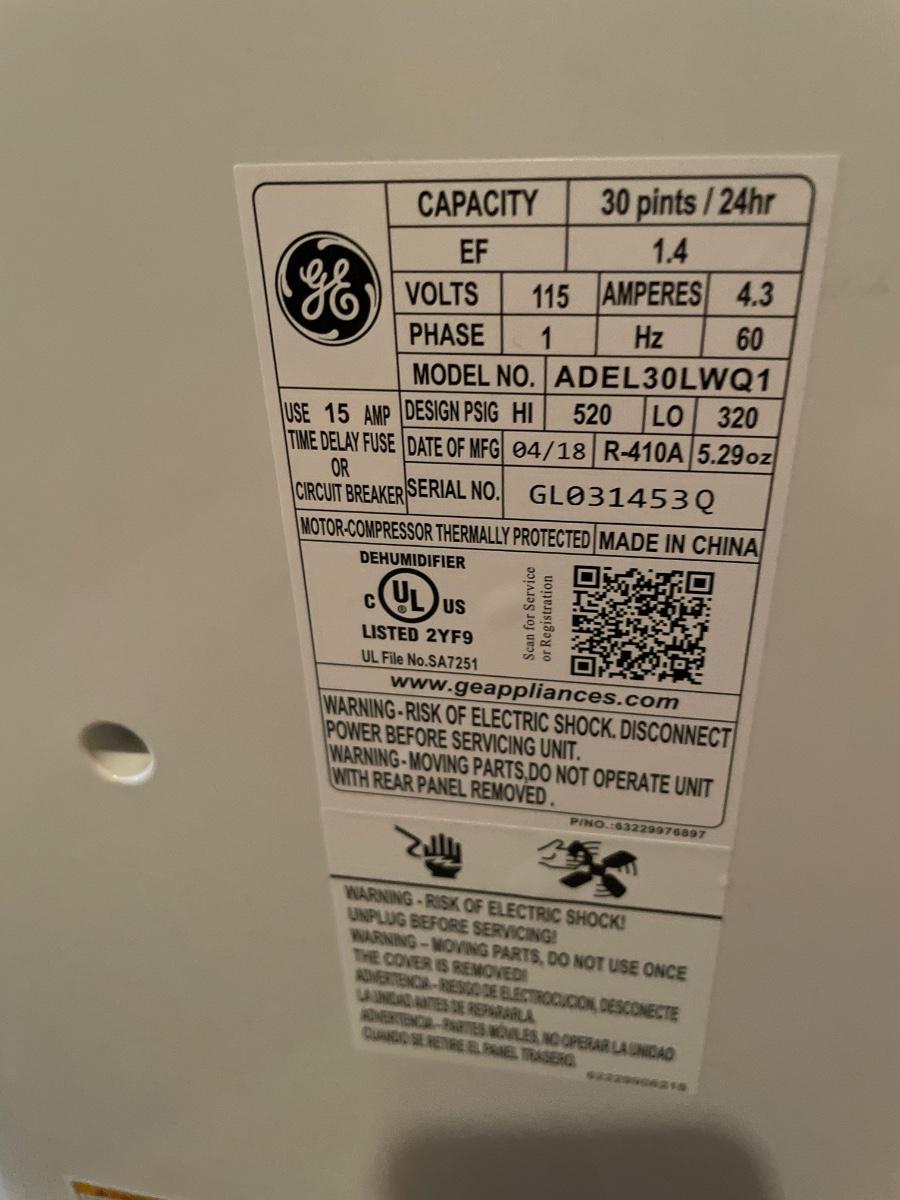 CAPACITY 30 pints / 24hr
EF 1.4
GE
VOLTS 115 AMPERES 4.3
PHASE 1 Hz 60
MODEL NO. ADEL30LWQ1
USE 15 AMP
TIME DELAY FUSE
OR
CIRCUIT BREAKER
DESIGN PSIG HI 520 LO 320
DATE OF MFG 04/18 R-410A 5.29oz
SERIAL NO. GL031453Q
MOTOR-COMPRESSOR THERMALLY PROTECTED MADE IN CHINA
DEHUMIDIFIER
C UL ® US
LISTED 2YF9
UL File No.SA7251
Scan for Service
or Registration
www.geappliances.com
WARNING-RISK OF ELECTRIC SHOCK. DISCONNECT
POWER BEFORE SERVICING UNIT.
WARNING-MOVING PARTS,DO NOT OPERATE UNIT
WITH REAR PANEL REMOVED.
P/NO.:63229976897
WARNING - RISK OF ELECTRIC SHOCK!
UNPLUG BEFORE SERVICING!
WARNING - MOVING PARTS, DO NOT USE ONCE
THE COVER IS REMOVED!
ADVERTENCIA - RIESGO DE ELECTROCUCION, DESCONECTE
LA UNIDAD ANTES DE REPARARLA.
ADVERTENCIA - PARTES MÓVILES, NO OPERAR LA UNIDAD
CUANDO SE RETIRE EL PANEL TRASERO.